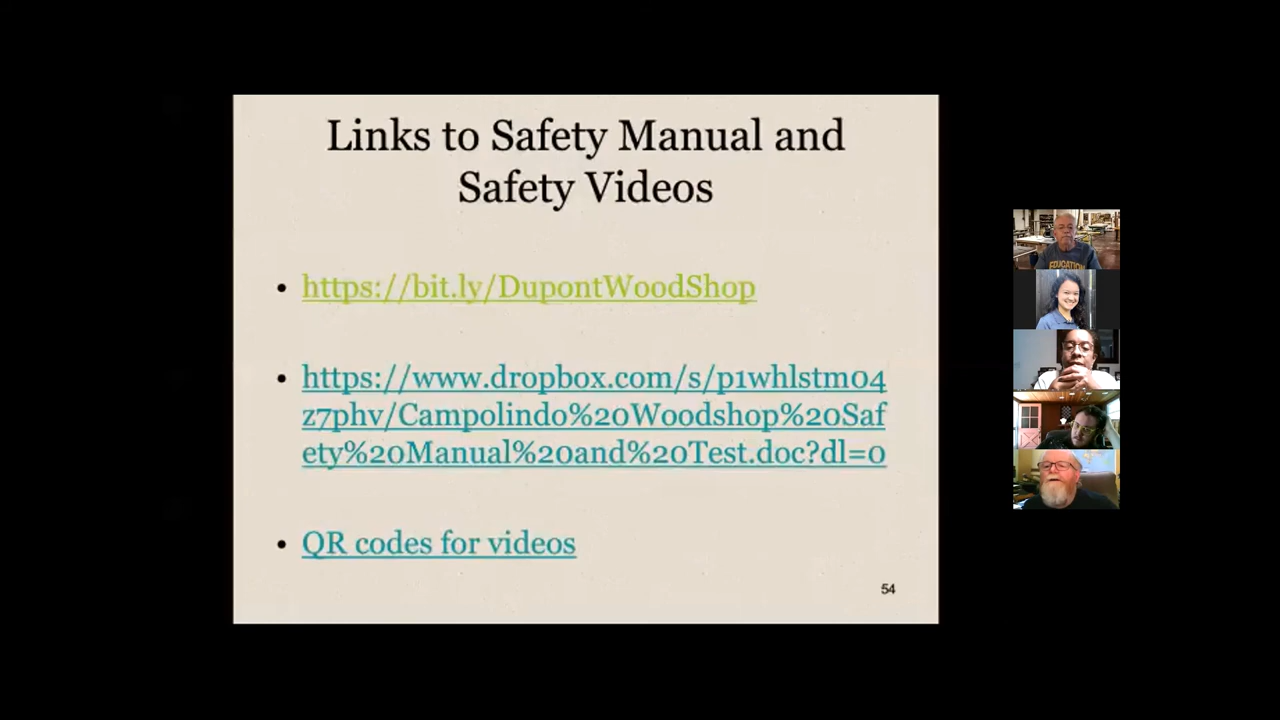 Links to Safety Manual and
Safety Videos
• https://bit.ly/DupontWoodShop
• https://www.dropbox.com/s/p1whlstm04
z7phv/Campolindo%20Woodshop%20Saf
ety%20Manual%20and%20Test.doc?dl=0
• QR codes for videos
54
EDUCATION